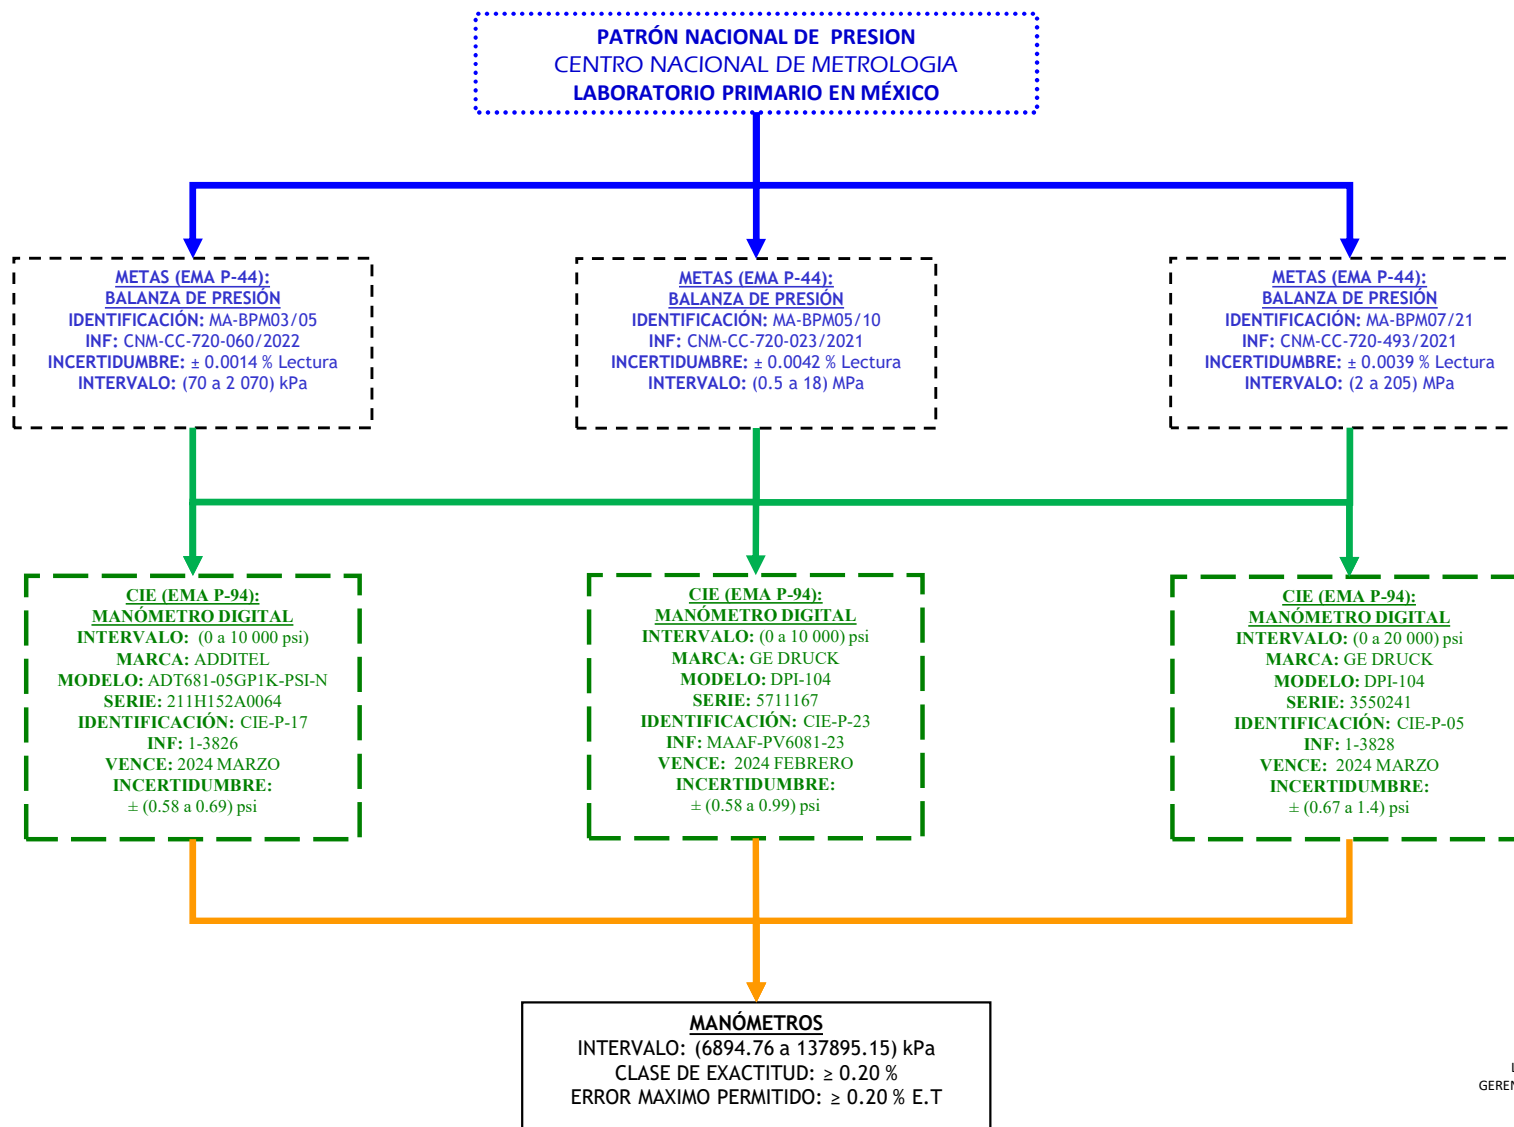 PATRÓN NACIONAL DE PRESION
CENTRO NACIONAL DE METROLOGIA
LABORATORIO PRIMARIO EN MÉXICO
METAS (EMA P-44):
BALANZA DE PRESIÓN
IDENTIFICACIÓN: MA-BPM03/05
INF: CNM-CC-720-060/2022
INCERTIDUMBRE: ± 0.0014 % Lectura
INTERVALO: (70 a 2 070) kPa
METAS (EMA P-44):
BALANZA DE PRESIÓN
IDENTIFICACIÓN: MA-BPM05/10
INF: CNM-CC-720-023/2021
INCERTIDUMBRE: ± 0.0042 % Lectura
INTERVALO: (0.5 a 18) MPa
METAS (EMA P-44):
BALANZA DE PRESIÓN
IDENTIFICACIÓN: MA-BPM07/21
INF: CNM-CC-720-493/2021
INCERTIDUMBRE: ± 0.0039 % Lectura
INTERVALO: (2 a 205) MPa
CIE (EMA P-94):
MANÓMETRO DIGITAL
INTERVALO: (0 a 10 000 psi)
MARCA: ADDITEL
MODELO: ADT681-05GP1K-PSI-N
SERIE: 211H152A0064
IDENTIFICACIÓN: CIE-P-17
INF: 1-3826
VENCE: 2024 MARZO
INCERTIDUMBRE:
± (0.58 a 0.69) psi
CIE (EMA P-94):
MANÓMETRO DIGITAL
INTERVALO: (0 a 10 000) psi
MARCA: GE DRUCK
MODELO: DPI-104
SERIE: 5711167
IDENTIFICACIÓN: CIE-P-23
INF: MAAF-PV6081-23
VENCE: 2024 FEBRERO
INCERTIDUMBRE:
± (0.58 a 0.99) psi
CIE (EMA P-94):
MANÓMETRO DIGITAL
INTERVALO: (0 a 20 000) psi
MARCA: GE DRUCK
MODELO: DPI-104
SERIE: 3550241
IDENTIFICACIÓN: CIE-P-05
INF: 1-3828
VENCE: 2024 MARZO
INCERTIDUMBRE:
± (0.67 a 1.4) psi
MANÓMETROS
INTERVALO: (6894.76 a 137895.15) kPa
CLASE DE EXACTITUD: ≥ 0.20 %
ERROR MAXIMO PERMITIDO: ≥ 0.20 % E.T